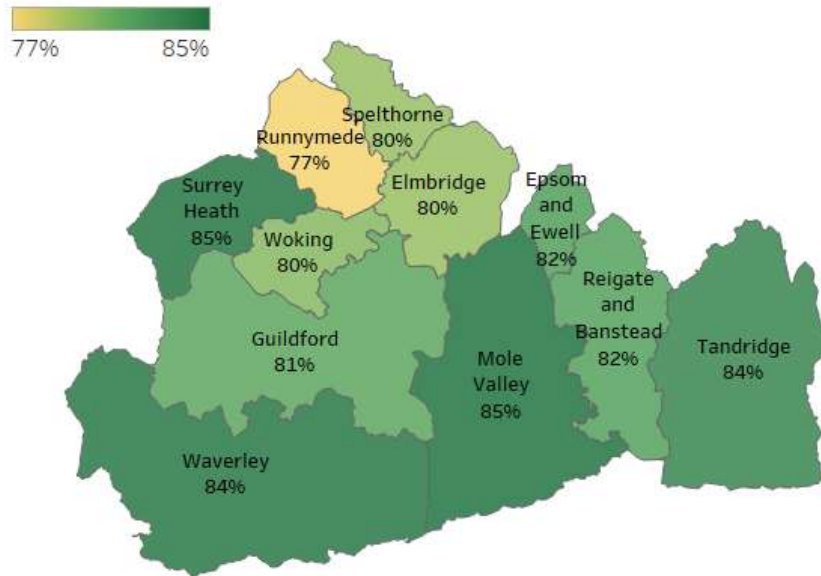 77% 85%
Spelthorne
80%
Runnymede
77%
Elmbridge
80%
Surrey
Heath
85%
Epsom
and
Ewell
82%
Woking
80%
Reigate
and
Banstead
82%
Guildford
81%
Mole
Valley
85%
Tandridge
84%
Waverley
84%